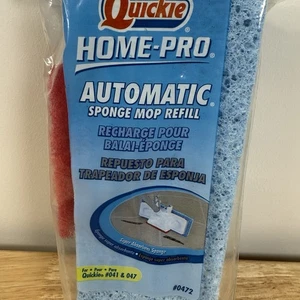 Quickie
HOME-PRO®
AUTOMATIC®
SPONGE MOP REFILL
RECHARGE POUR
BALAI-ÉPONGE
REPUESTO PARA
TRAPEADOR DE ESPONJA
For • Pour • Para
Quickie® #041 & 047
#0472